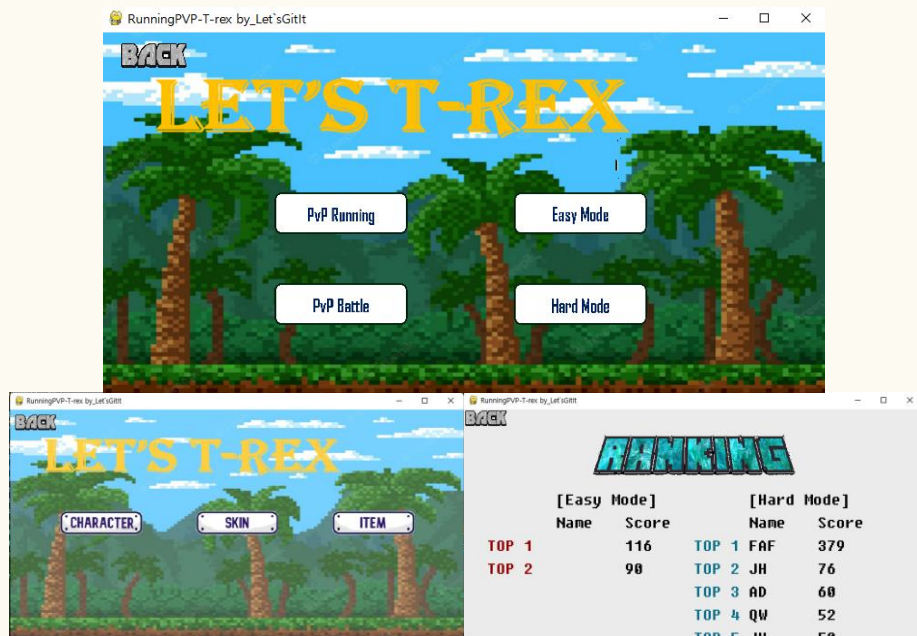 RunningPVP-T-rex by_Let`sGitIt
BACK
LET'S T-REX
PvP Running
Easy Mode
PvP Battle
Hard Mode
RunningPVP-T-rex by_Let`sGitIt
BACK
LET'S T-REX
CHARACTER
SKIN
ITEM
RunningPVP-T-rex by_Let`sGitIt
BACK
RANKING
[Easy Mode] [Hard Mode]
Name Score Name Score
TOP 1 116 TOP 1 FAF 379
TOP 2 90 TOP 2 JH 76
TOP 3 AD 60
TOP 4 QW 52